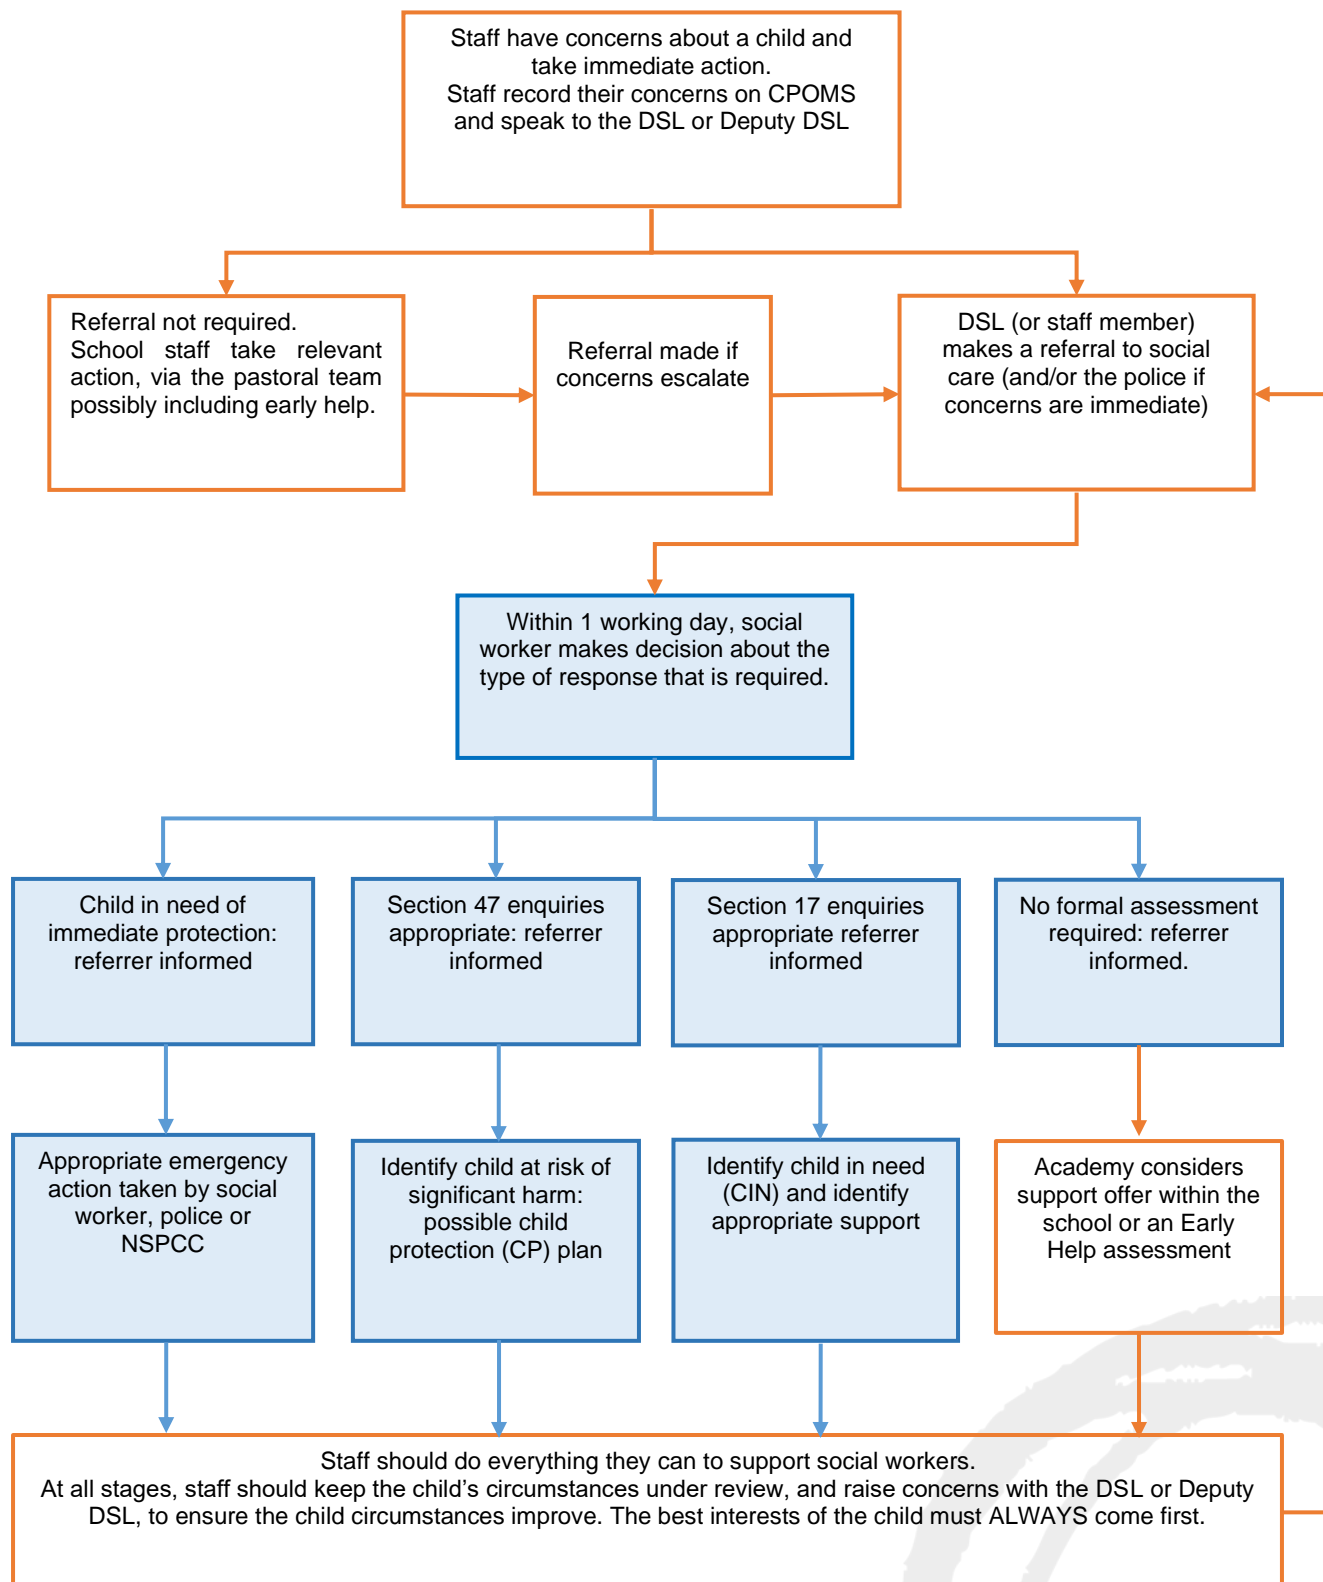 Staff have concerns about a child and
take immediate action.
Staff record their concerns on CPOMS
and speak to the DSL or Deputy DSL
Referral not required.
School staff take relevant
action, via the pastoral team
possibly including early help.
Referral made if
concerns escalate
DSL (or staff member)
makes a referral to social
care (and/or the police if
concerns are immediate)
Within 1 working day, social
worker makes decision about the
type of response that is required.
Child in need of
immediate protection:
referrer informed
Section 47 enquiries
appropriate: referrer
informed
Section 17 enquiries
appropriate referrer
informed
No formal assessment
required: referrer
informed.
Appropriate emergency
action taken by social
worker, police or
NSPCC
Identify child at risk of
significant harm:
possible child
protection (CP) plan
Identify child in need
(CIN) and identify
appropriate support
Academy considers
support offer within the
school or an Early
Help assessment
Staff should do everything they can to support social workers.
At all stages, staff should keep the child’s circumstances under review, and raise concerns with the DSL or Deputy
DSL, to ensure the child circumstances improve. The best interests of the child must ALWAYS come first.